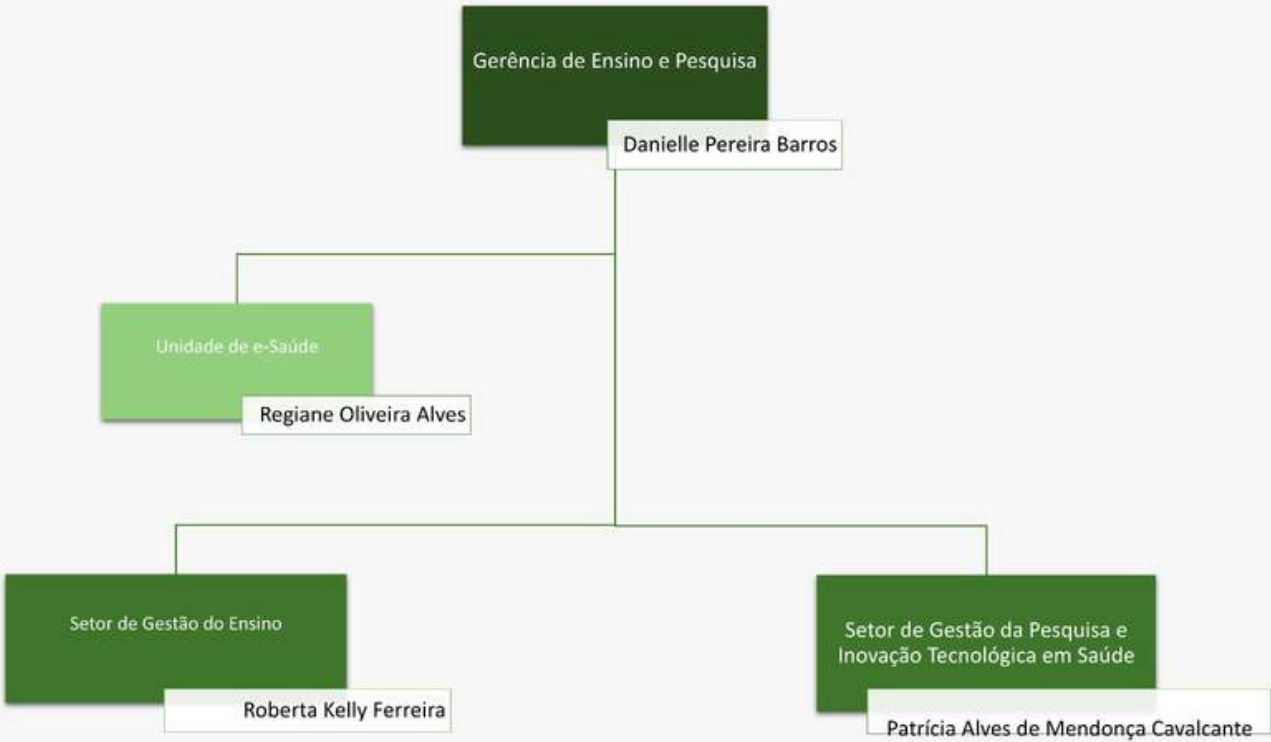 Gerência de Ensino e Pesquisa
Danielle Pereira Barros
Unidade de e-Saúde
Regiane Oliveira Alves
Setor de Gestão do Ensino
Roberta Kelly Ferreira
Setor de Gestão da Pesquisa e
Inovação Tecnológica em Saúde
Patrícia Alves de Mendonça Cavalcante